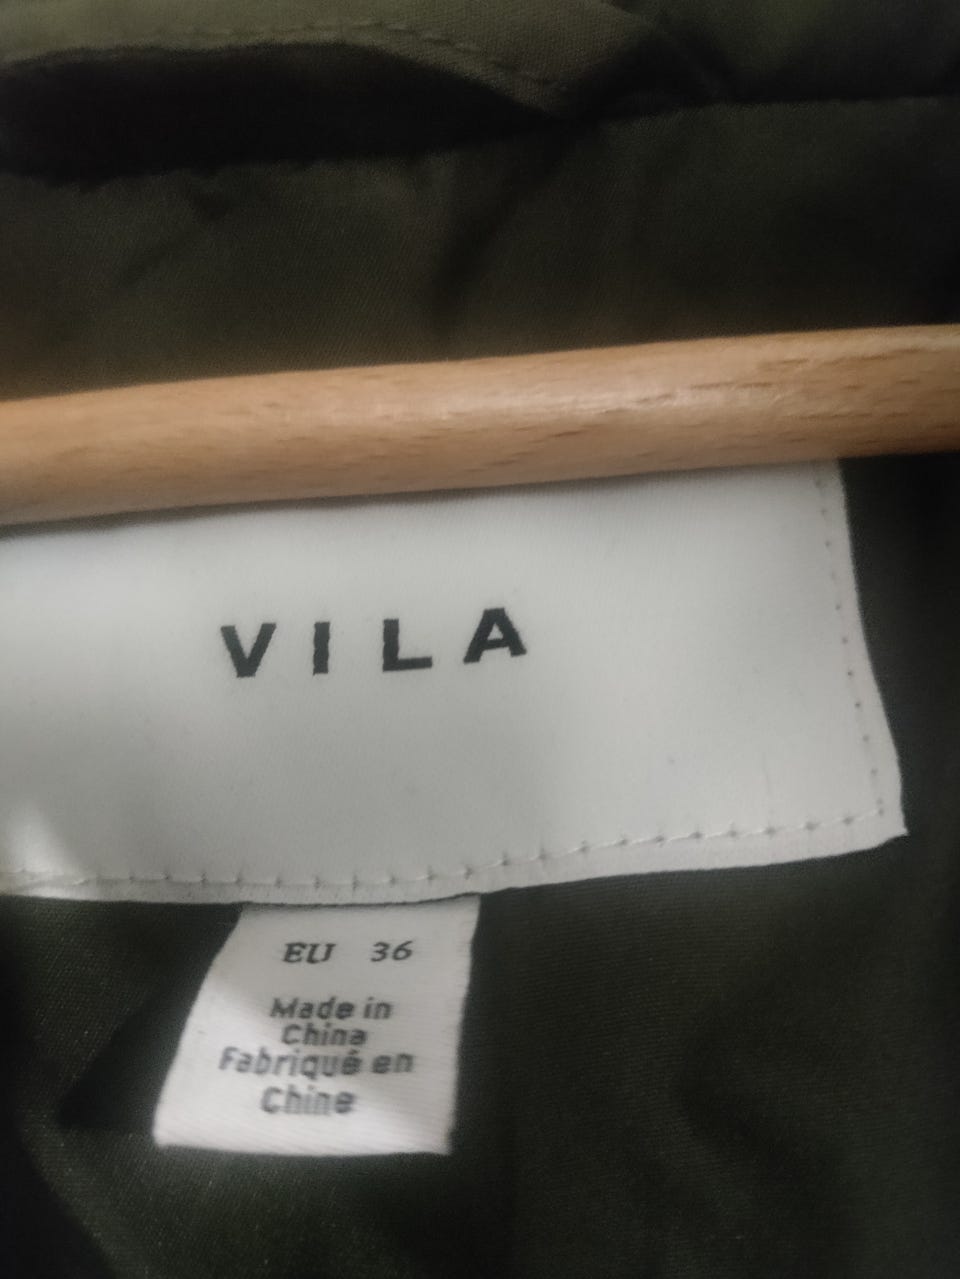 VILA
EU 36
Made in
China
Fabriqué en
Chine